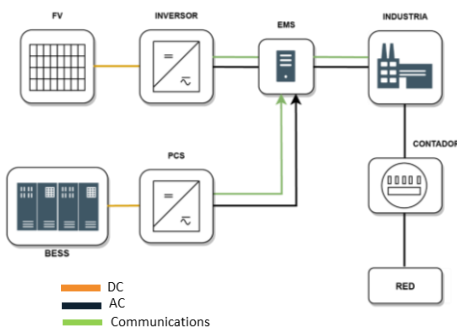 FV
INVERSOR
EMS
INDUSTRIA
PCS
CONTADOR
BESS
RED
DC
AC
Communications